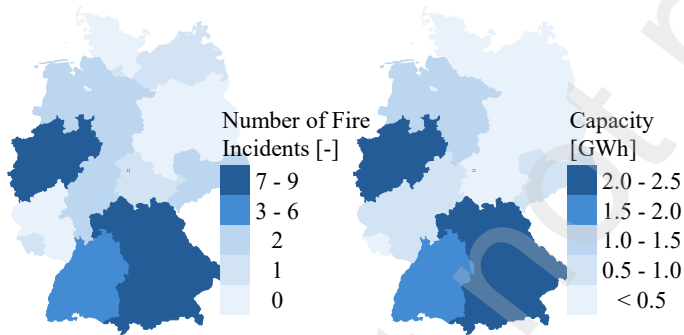 Number of Fire
Incidents [-]
7 - 9
3 - 6
2
1
0
Capacity
[GWh]
2.0 - 2.5
1.5 - 2.0
1.0 - 1.5
0.5 - 1.0
< 0.5